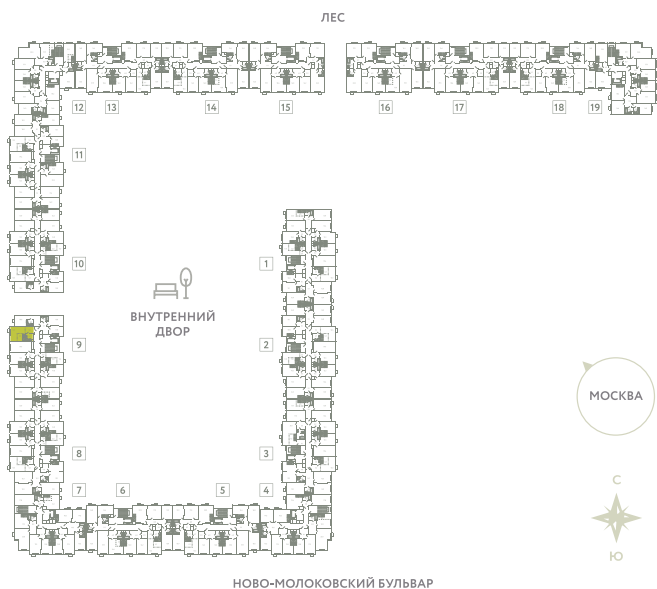 ЛЕС
12 13 14 15 16 17 18 19
11
10 1
ВНУТРЕННИЙ
ДВОР
9 2
МОСКВА
8 3
С
7 6 5 4
Ю
НОВО-МОЛОКОВСКИЙ БУЛЬВАР